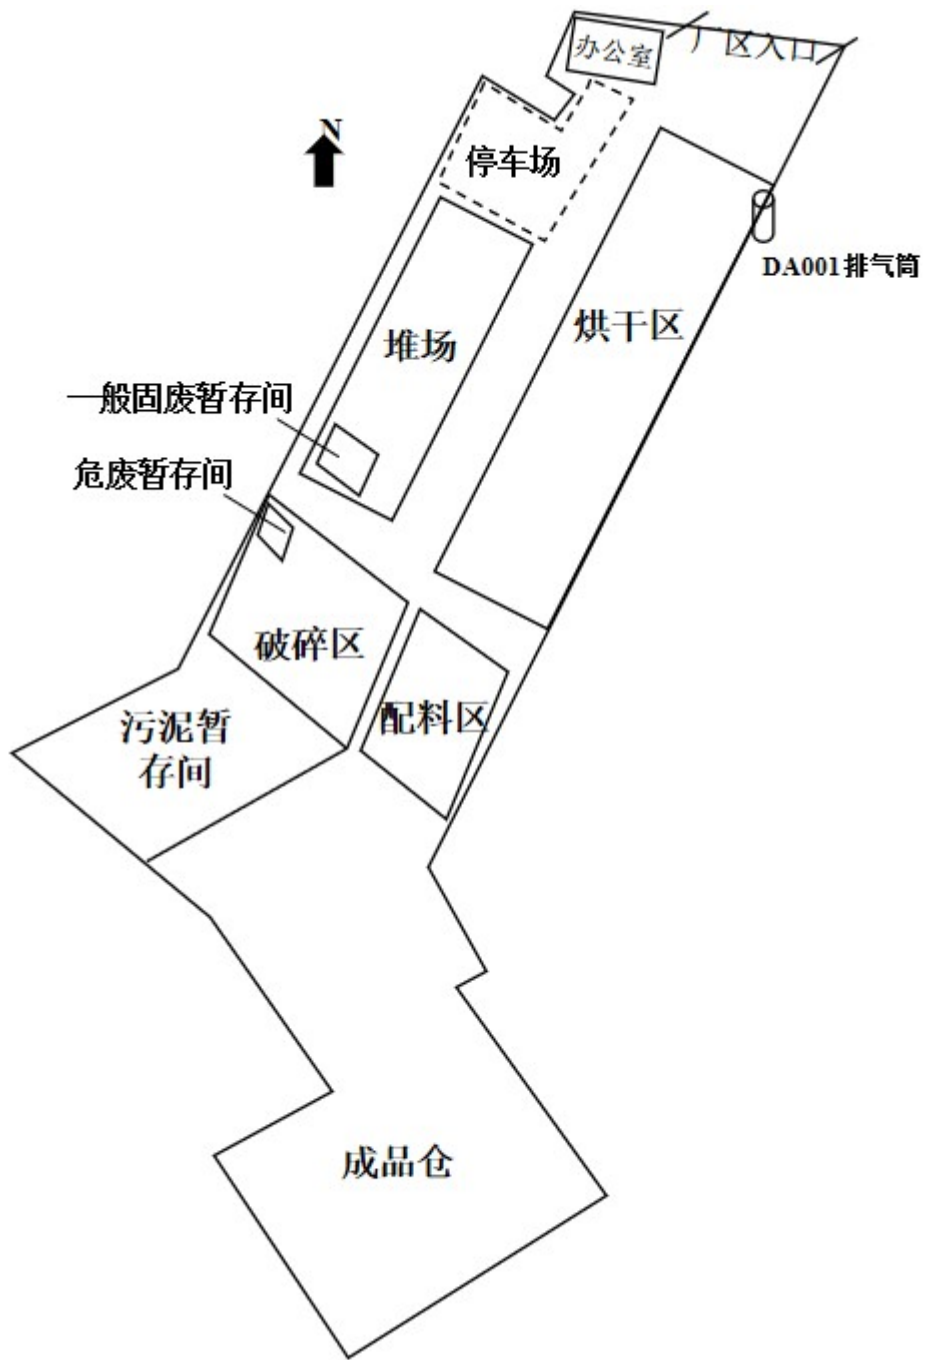 办公室
厂区入口
N
停车场
DA001排气筒
烘干区
堆场
一般固废暂存间
危废暂存间
破碎区
配料区
污泥暂
存间
成品仓